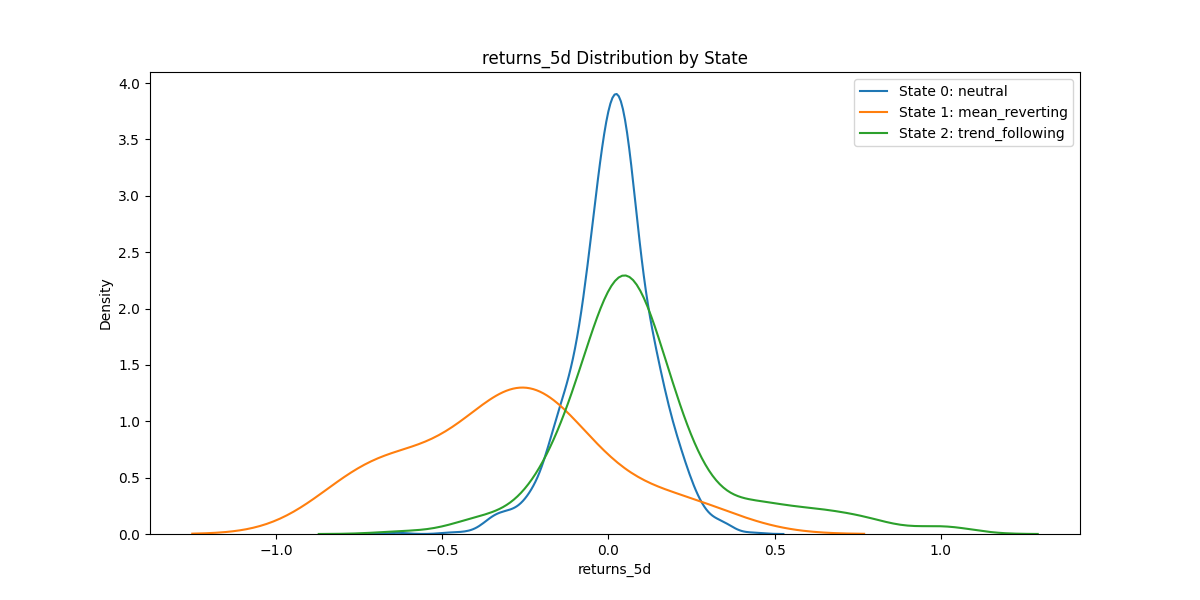 returns_5d Distribution by State
State 0: neutral
State 1: mean_reverting
State 2: trend_following
Density
4.0
3.5
3.0
2.5
2.0
1.5
1.0
0.5
0.0
−1.0
−0.5
0.0
0.5
1.0
returns_5d